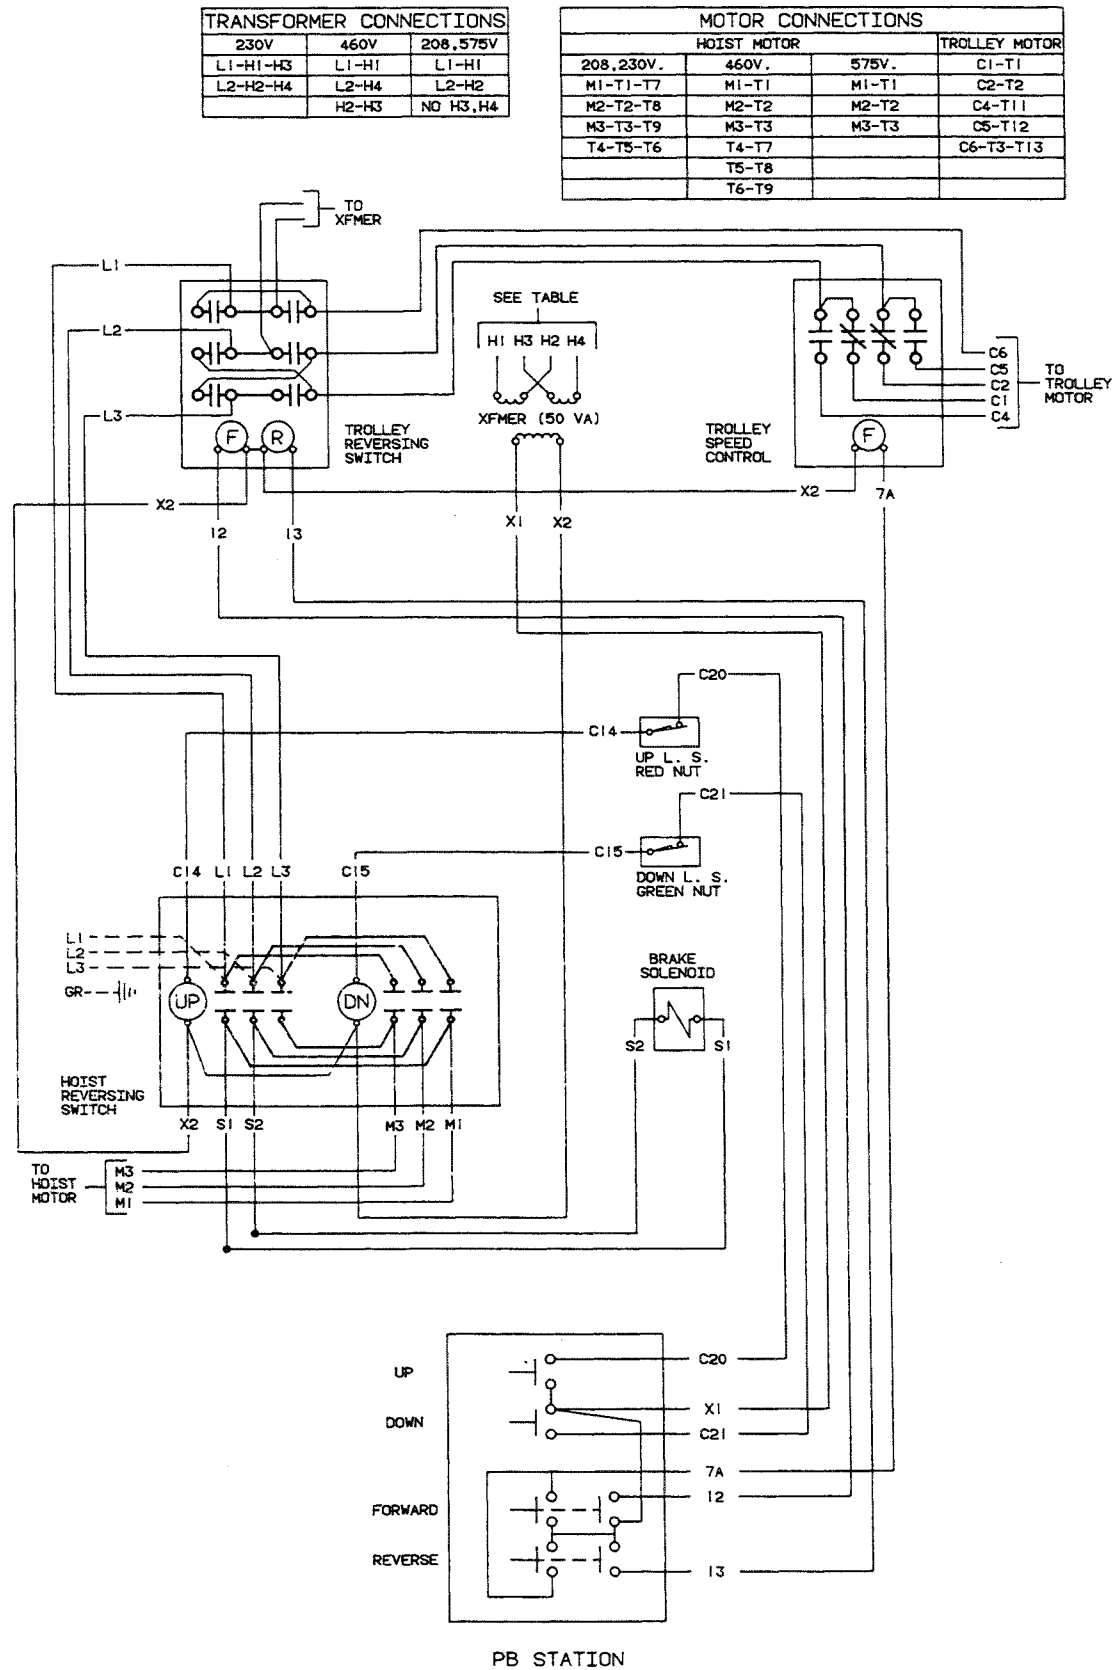 TRANSFORMER CONNECTIONS
230V 460V 208,575V
L1-H1-H3 L1-H1 L1-H1
L2-H2-H4 L2-H4 L2-H2
H2-H3 NO H3,H4
MOTOR CONNECTIONS
HOIST MOTOR TROLLEY MOTOR
208,230V. 460V. 575V. C1-T1
M1-T1-T7 M1-T1 M1-T1 C2-T2
M2-T2-T8 M2-T2 M2-T2 C4-T11
M3-T3-T9 M3-T3 M3-T3 C5-T12
T4-T5-T6 T4-T7 C6-T3-T13
T5-T8
T6-T9
TO
XFMER
L1
L2
L3
F R
TROLLEY
REVERSING
SWITCH
SEE TABLE
H1 H3 H2 H4
XFMER (50 VA)
TROLLEY
SPEED
CONTROL
F
C6
C5
C2
C1
C4
TO
TROLLEY
MOTOR
X2
12
13
X1
X2
X2
7A
C20
C14
UP L. S.
RED NUT
C21
C15
DOWN L. S.
GREEN NUT
C14 L1 L2 L3 C15
L1
L2
L3
GR
UP
DN
HOIST
REVERSING
SWITCH
X2 S1 S2 M3 M2 M1
BRAKE
SOLENOID
S2 S1
TO
HOIST
MOTOR
M3
M2
M1
UP
C20
X1
DOWN
C21
7A
12
FORWARD
REVERSE
13
PB STATION